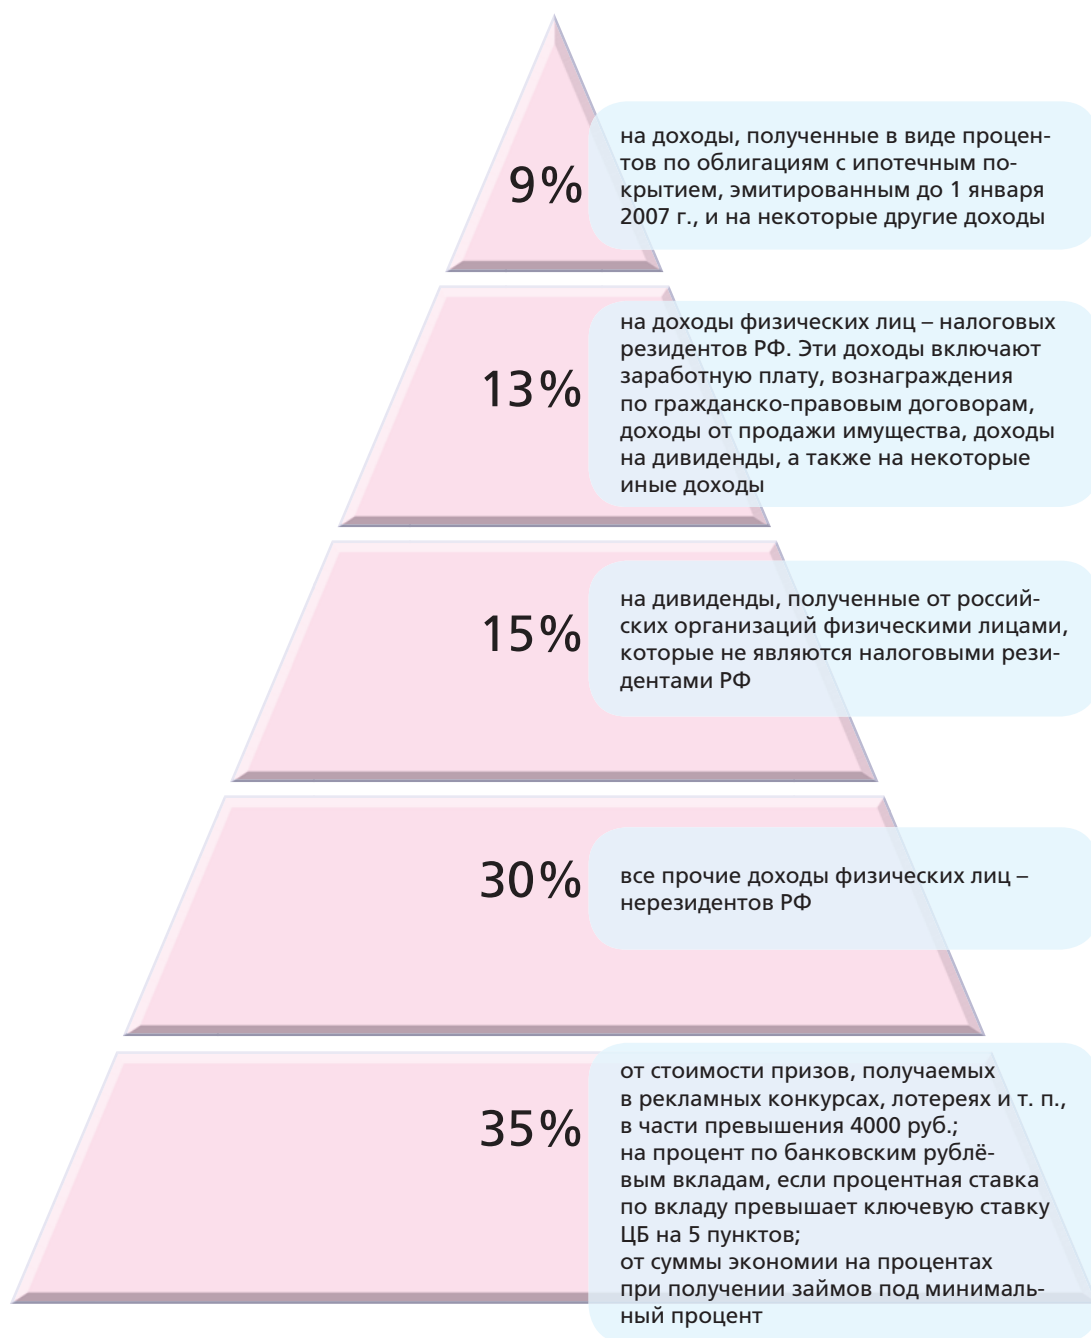 9%
на доходы, полученные в виде процен-
тов по облигациям с ипотечным по-
крытием, эмитированным до 1 января
2007 г., и на некоторые другие доходы
13%
на доходы физических лиц – налоговых
резидентов РФ. Эти доходы включают
заработную плату, вознаграждения
по гражданско-правовым договорам,
доходы от продажи имущества, доходы
на дивиденды, а также на некоторые
иные доходы
15%
на дивиденды, полученные от россий-
ских организаций физическими лицами,
которые не являются налоговыми рези-
дентами РФ
30%
все прочие доходы физических лиц –
нерезидентов РФ
35%
от стоимости призов, получаемых
в рекламных конкурсах, лотереях и т. п.,
в части превышения 4000 руб.;
на процент по банковским рублё-
вым вкладам, если процентная ставка
по вкладу превышает ключевую ставку
ЦБ на 5 пунктов;
от суммы экономии на процентах
при получении займов под минималь-
ный процент